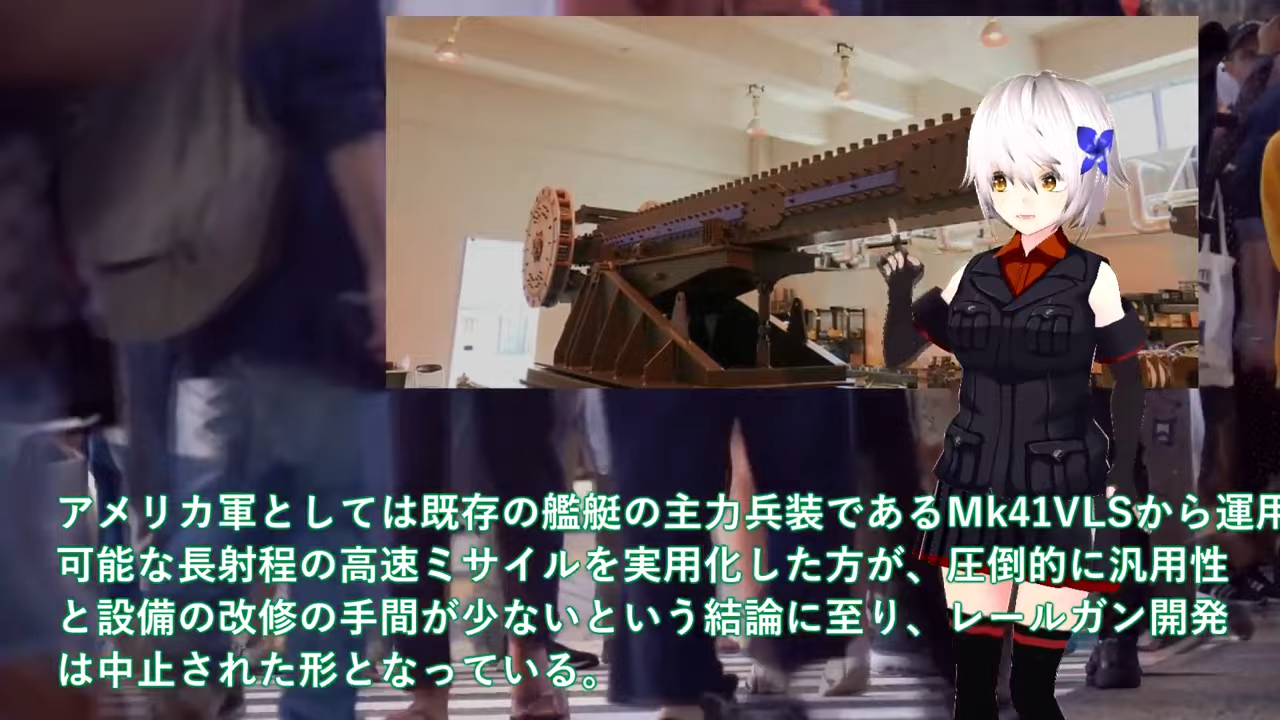 アメリカ軍としては既存の艦艇の主力兵装であるMk41VLSから運用
可能な長射程の高速ミサイルを実用化した方が、圧倒的に汎用性
と設備の改修の手間が少ないという結論に至り、レールガン開発
は中止された形となっている。